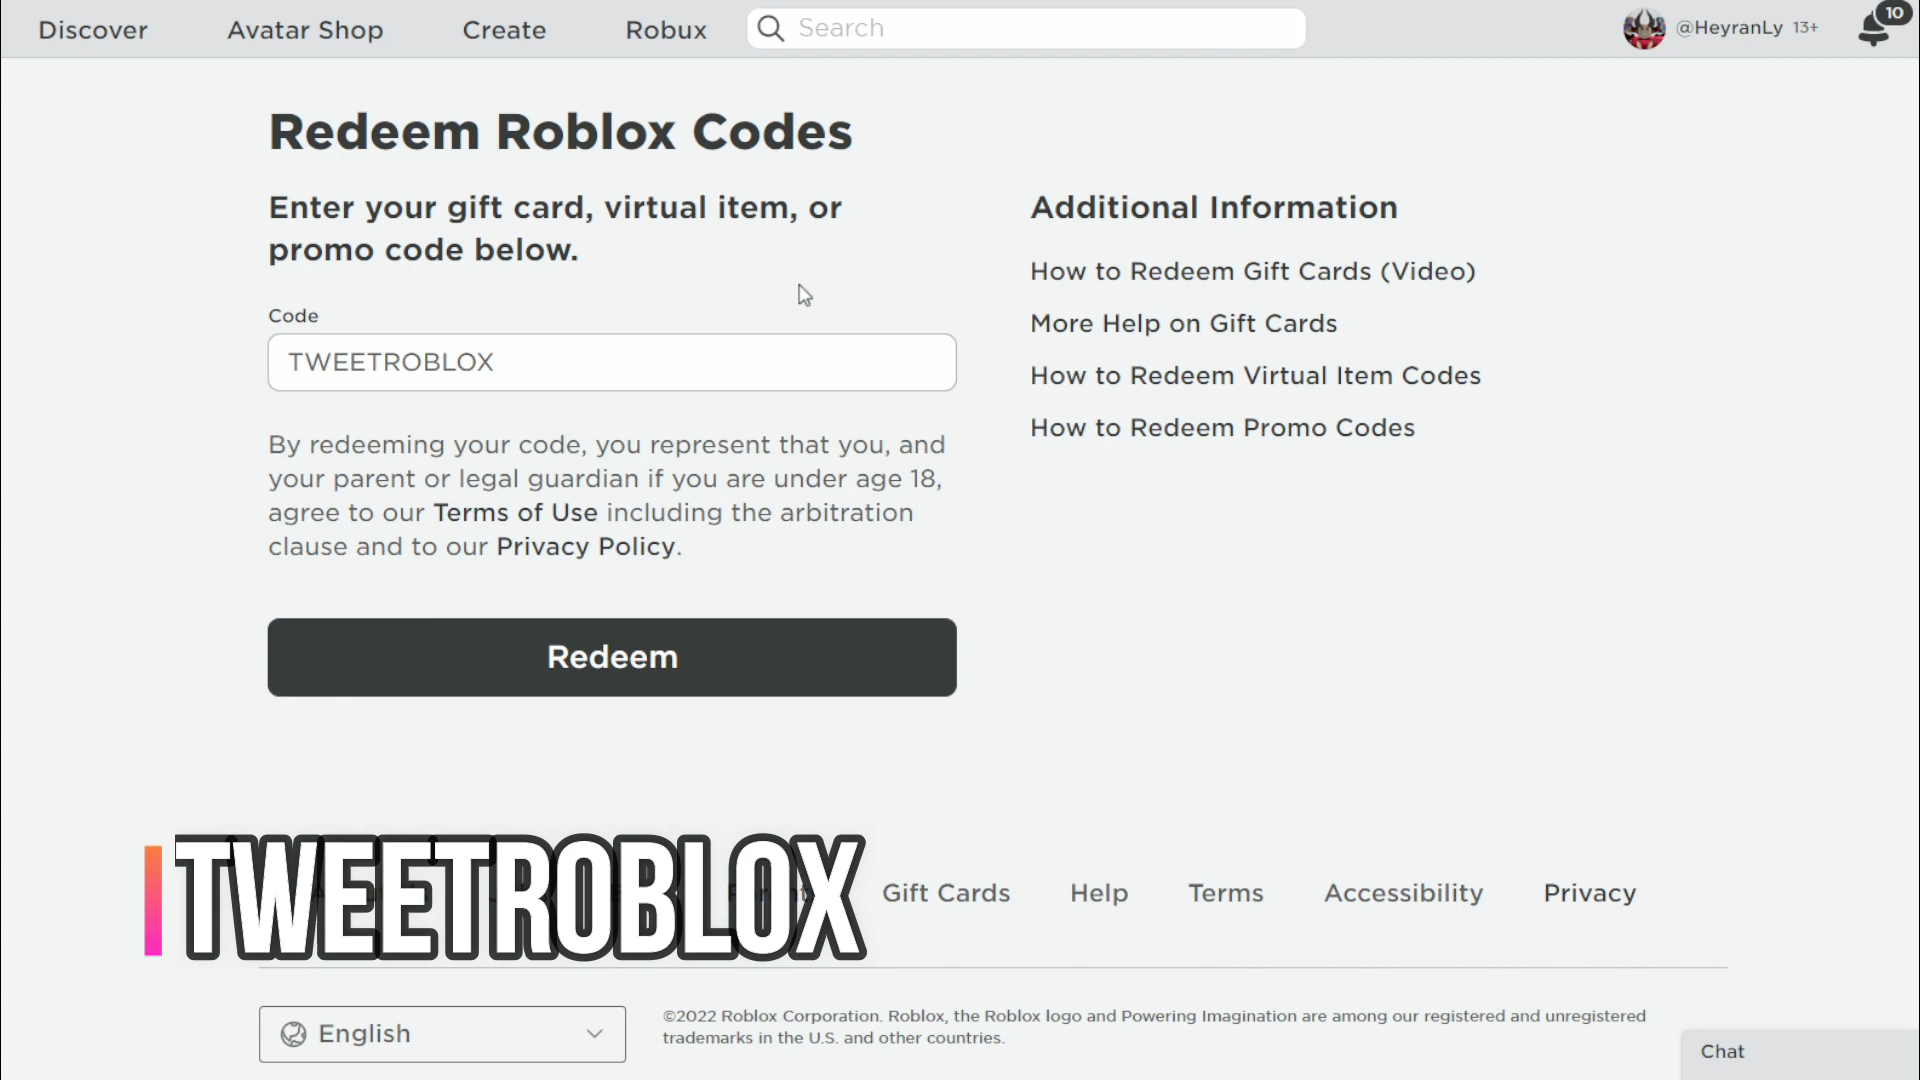 Discover Avatar Shop Create Robux Search @HeyranLy 13+ 10
Redeem Roblox Codes
Enter your gift card, virtual item, or
promo code below.
Code
TWEETROBLOX
By redeeming your code, you represent that you, and
your parent or legal guardian if you are under age 18,
agree to our Terms of Use including the arbitration
clause and to our Privacy Policy.
Redeem
Additional Information
How to Redeem Gift Cards (Video)
More Help on Gift Cards
How to Redeem Virtual Item Codes
How to Redeem Promo Codes
TWEETROBLOX
Gift Cards Help Terms Accessibility Privacy
English
©2022 Roblox Corporation. Roblox, the Roblox logo and Powering Imagination are among our registered and unregistered
trademarks in the U.S. and other countries.
Chat